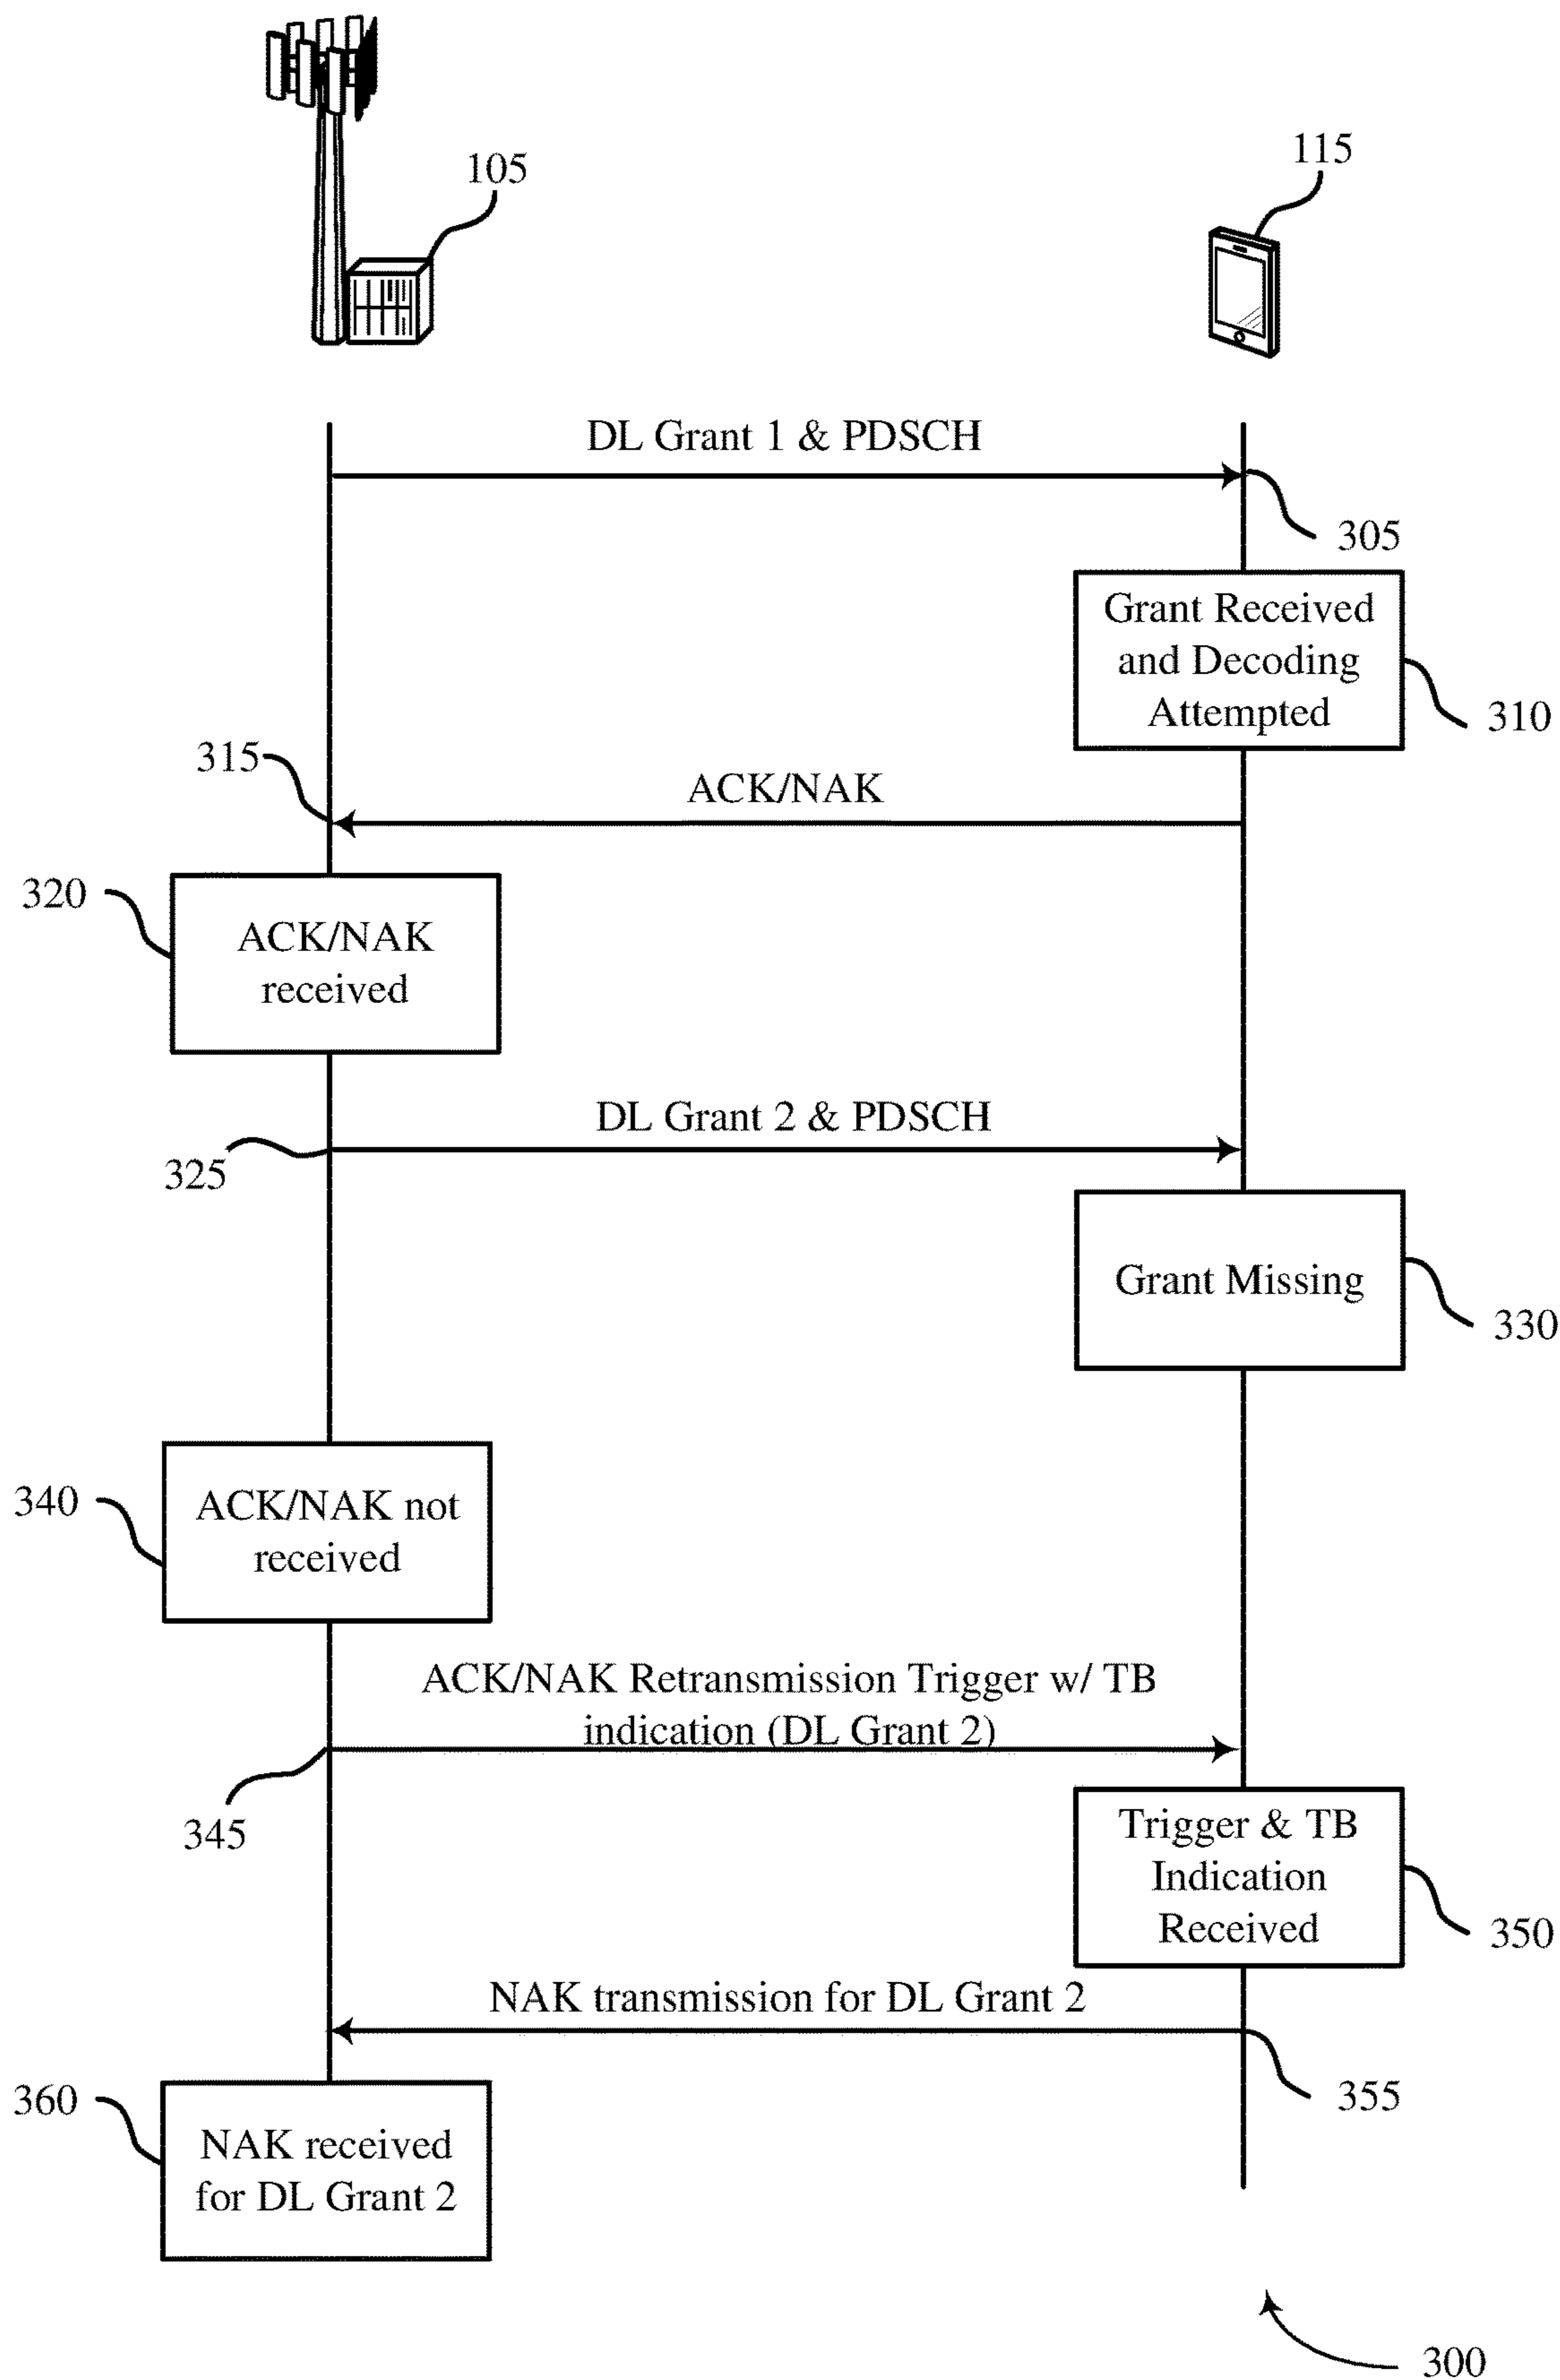 105
115
DL Grant 1 & PDSCH
305
Grant Received
and Decoding
Attempted
310
315
ACK/NAK
320
ACK/NAK
received
DL Grant 2 & PDSCH
325
Grant Missing
330
340
ACK/NAK not
received
ACK/NAK Retransmission Trigger w/ TB
indication (DL Grant 2)
345
Trigger & TB
Indication
Received
350
NAK transmission for DL Grant 2
355
360
NAK received
for DL Grant 2
300